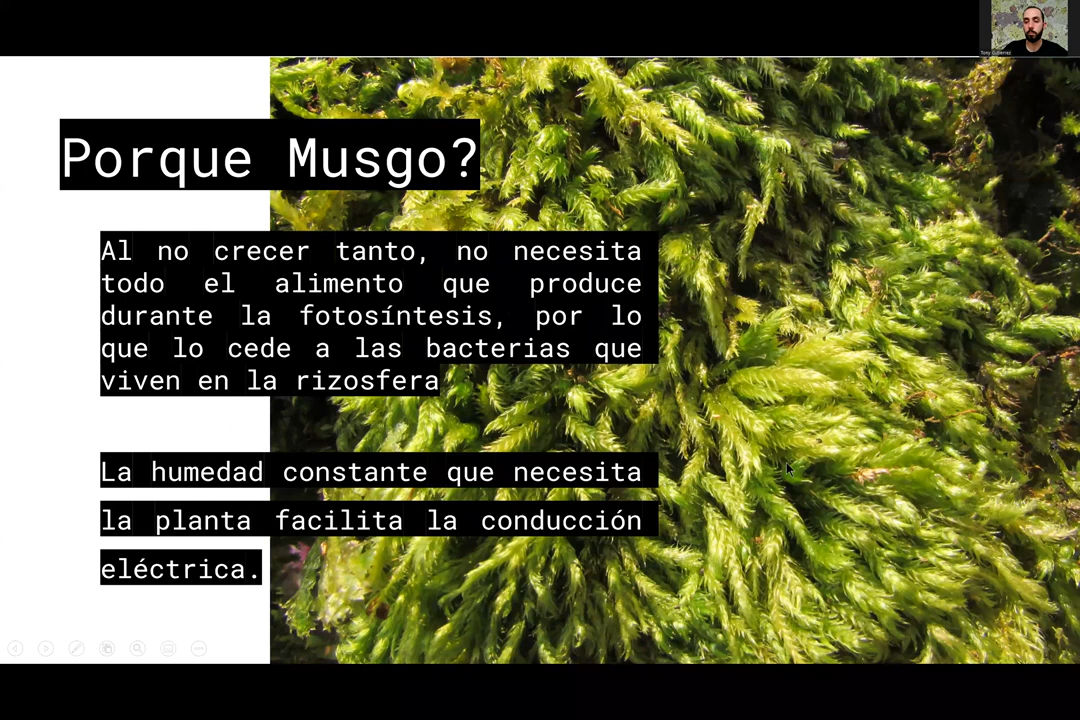 Tony Gutierrez
Porque Musgo?
Al no crecer tanto, no necesita
todo el alimento que produce
durante la fotosíntesis, por lo
que lo cede a las bacterias que
viven en la rizosfera
La humedad constante que necesita
la planta facilita la conducción
eléctrica.